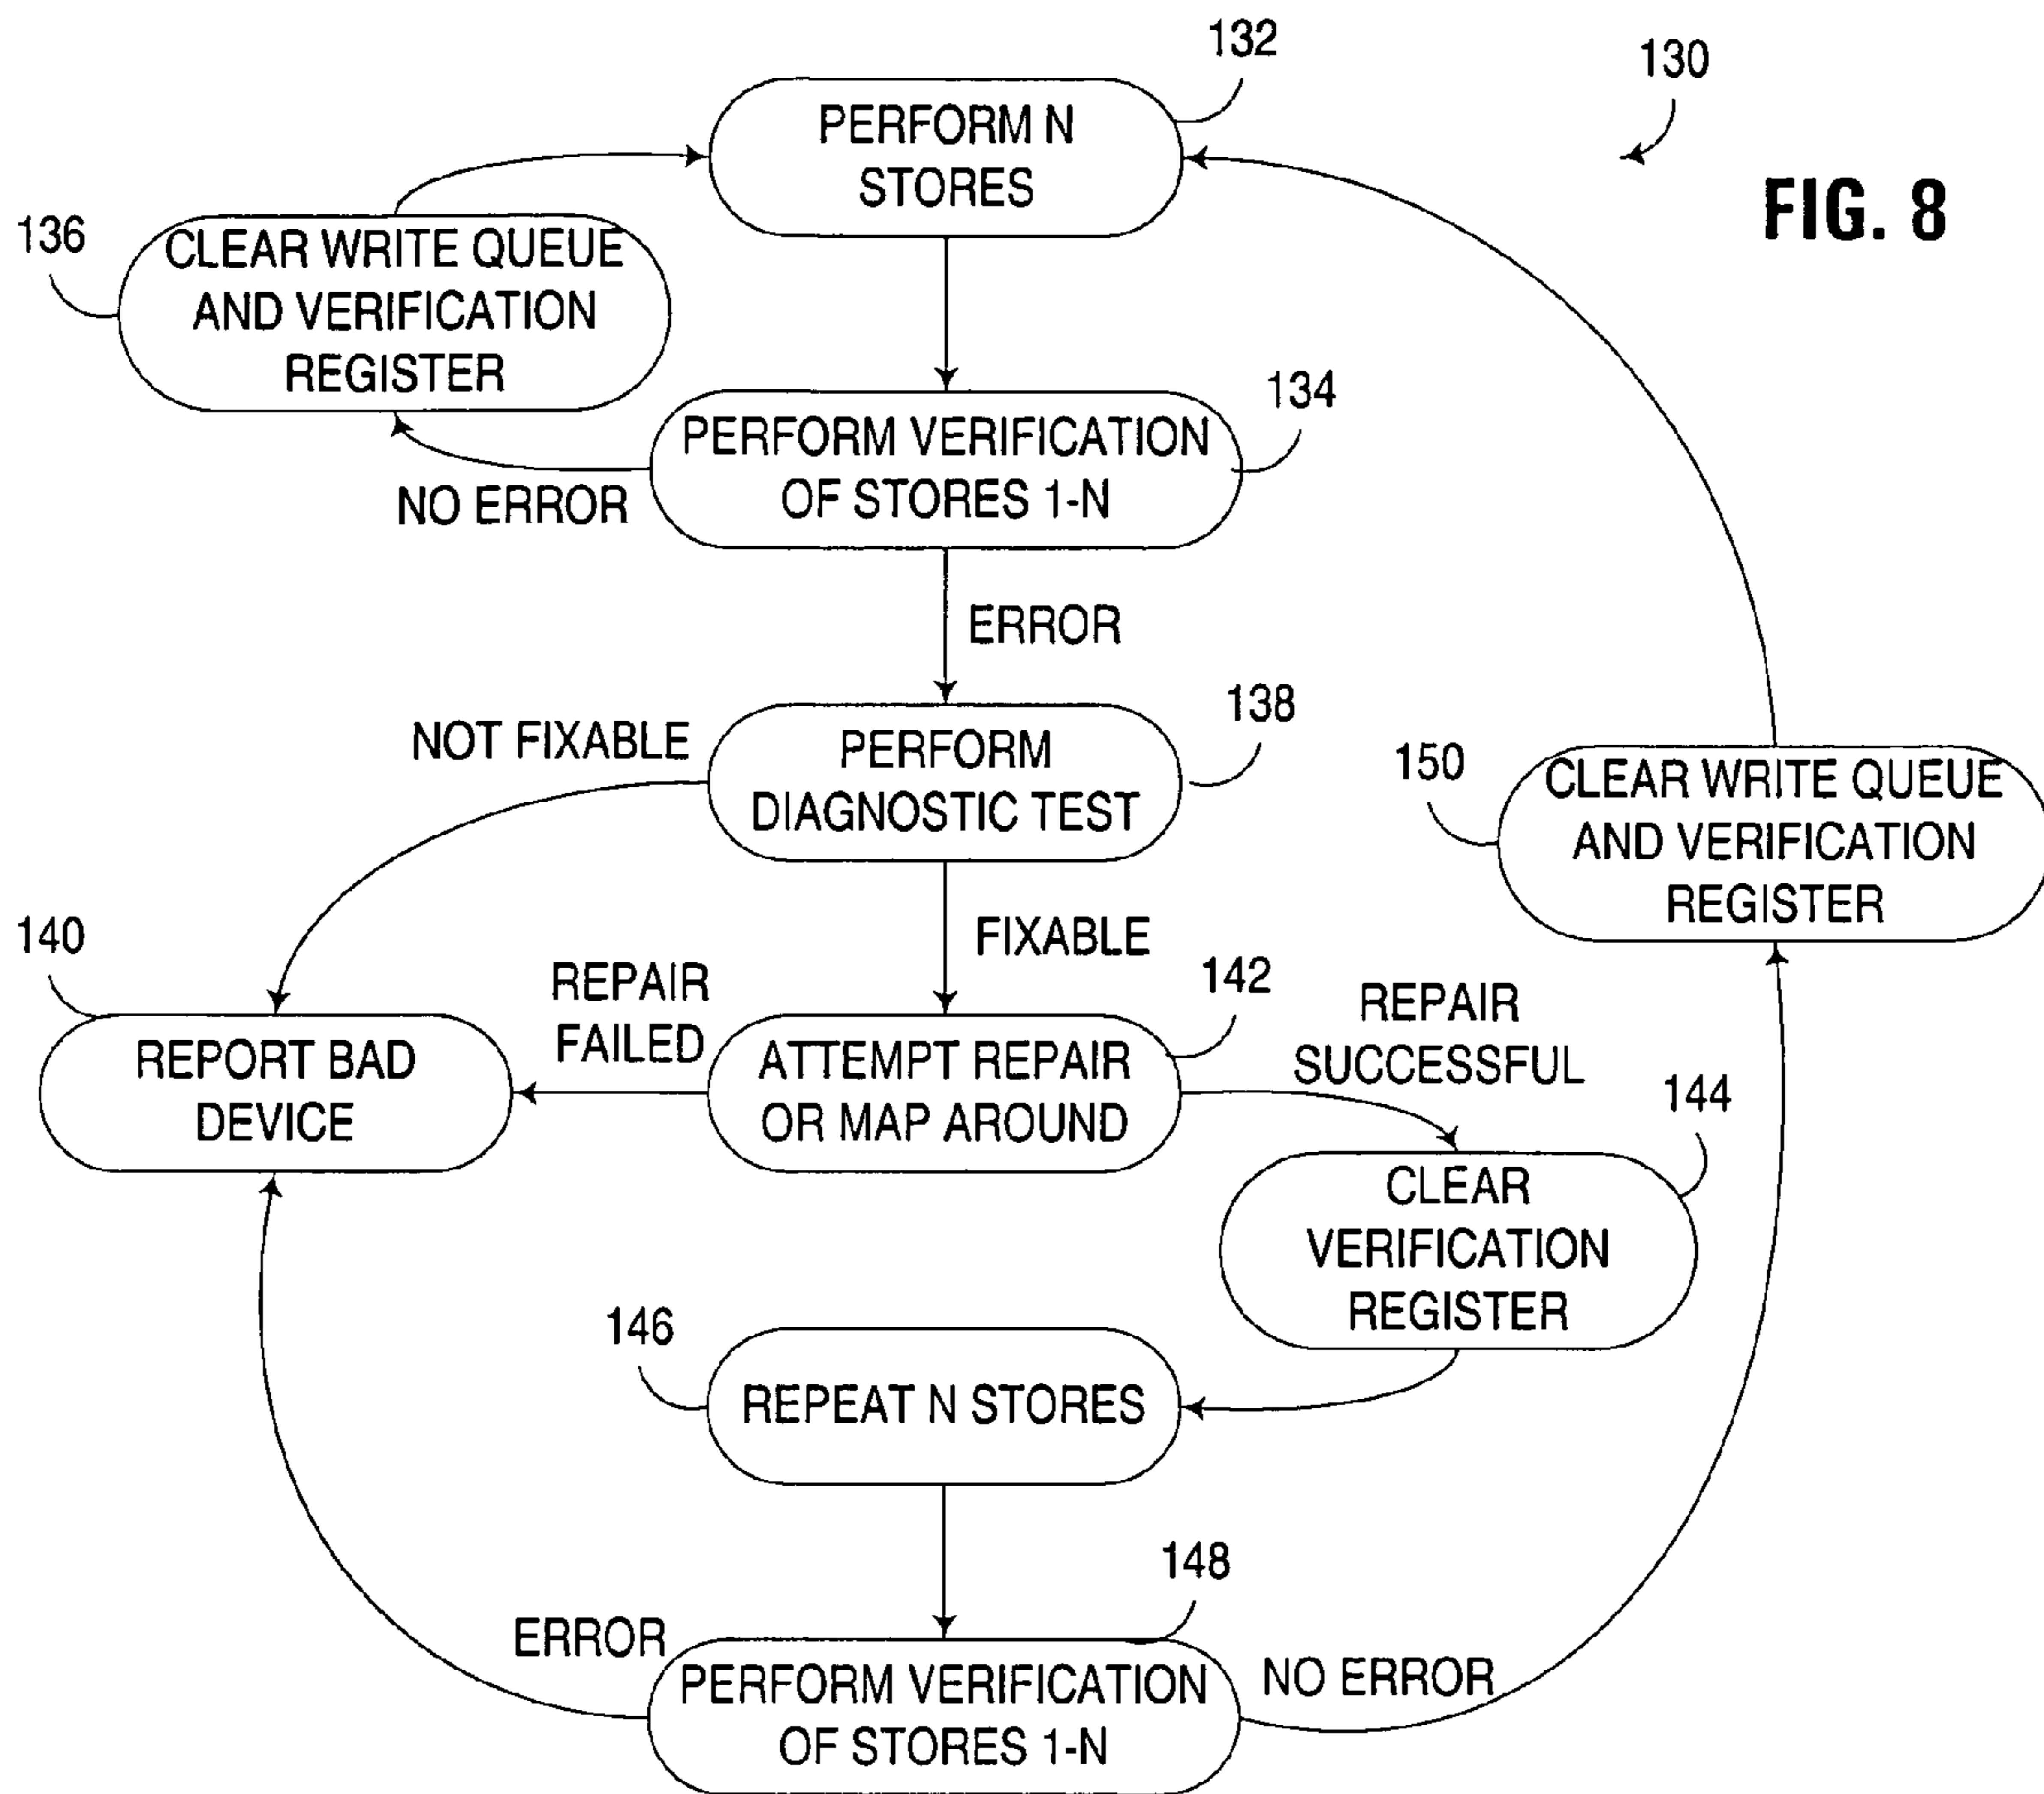 132
130
PERFORM N
STORES
FIG. 8
136
CLEAR WRITE QUEUE
AND VERIFICATION
REGISTER
134
PERFORM VERIFICATION
OF STORES 1-N
NO ERROR
ERROR
138
NOT FIXABLE
PERFORM
DIAGNOSTIC TEST
150
CLEAR WRITE QUEUE
AND VERIFICATION
REGISTER
FIXABLE
140
REPAIR
FAILED
142
REPAIR
SUCCESSFUL
REPORT BAD
DEVICE
ATTEMPT REPAIR
OR MAP AROUND
144
CLEAR
VERIFICATION
REGISTER
146
REPEAT N STORES
148
ERROR
PERFORM VERIFICATION
OF STORES 1-N
NO ERROR